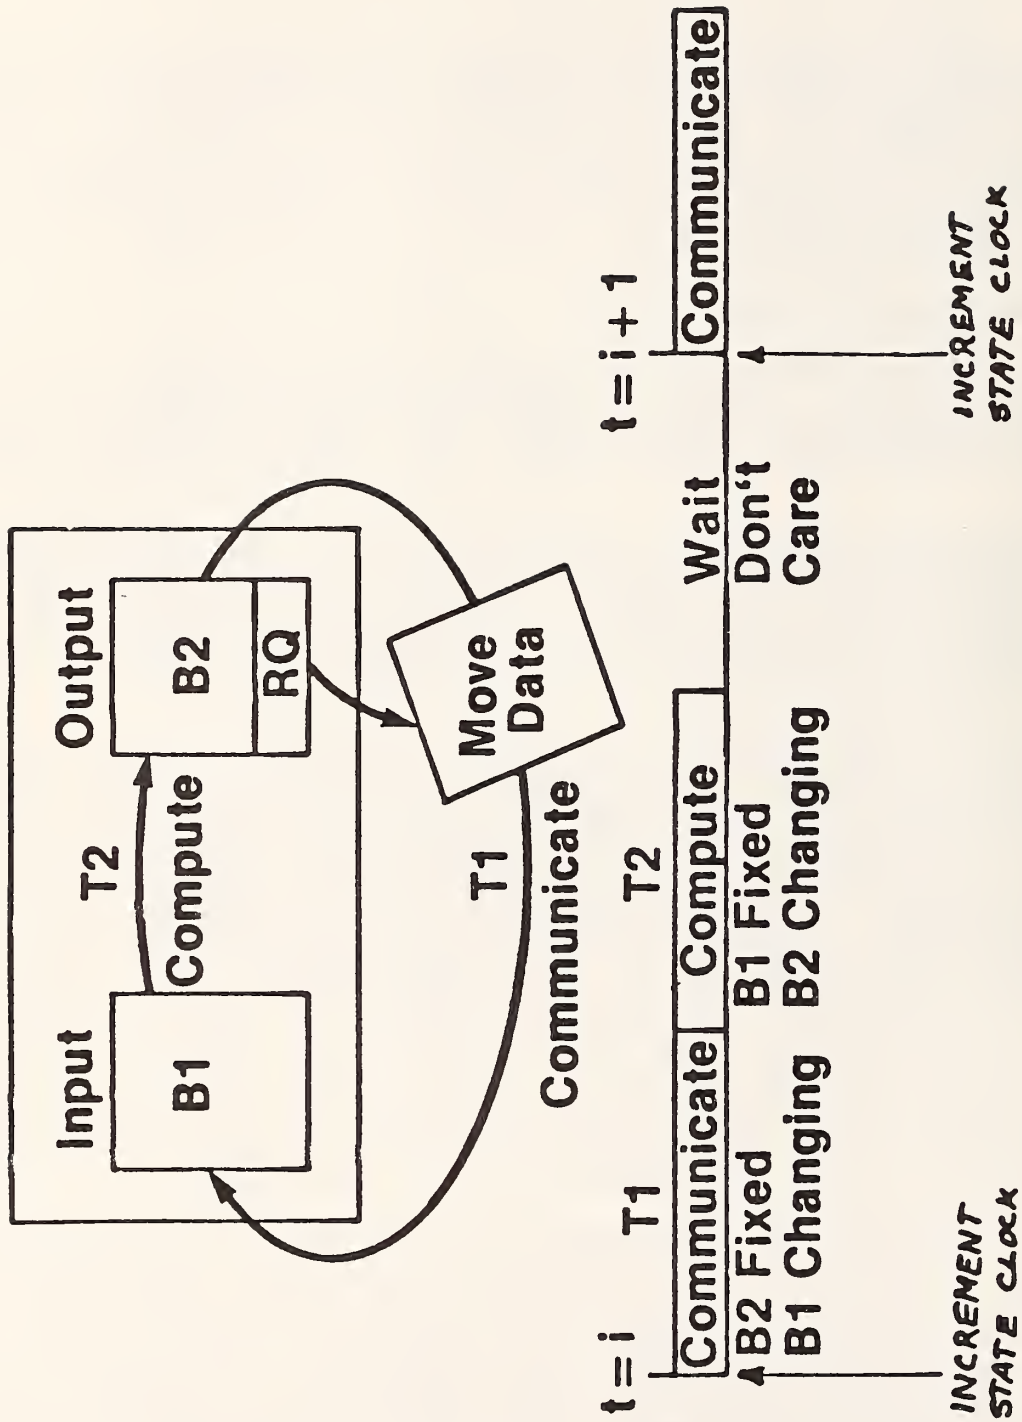 Input
Output
T2
B1
Compute
B2
RQ
T1
Communicate
Move
Data
t = i
T1
T2
t = i + 1
Communicate
Compute
Wait
Communicate
B2 Fixed
B1 Changing
B1 Fixed
B2 Changing
Don't
Care
INCREMENT
STATE CLOCK
INCREMENT
STATE CLOCK